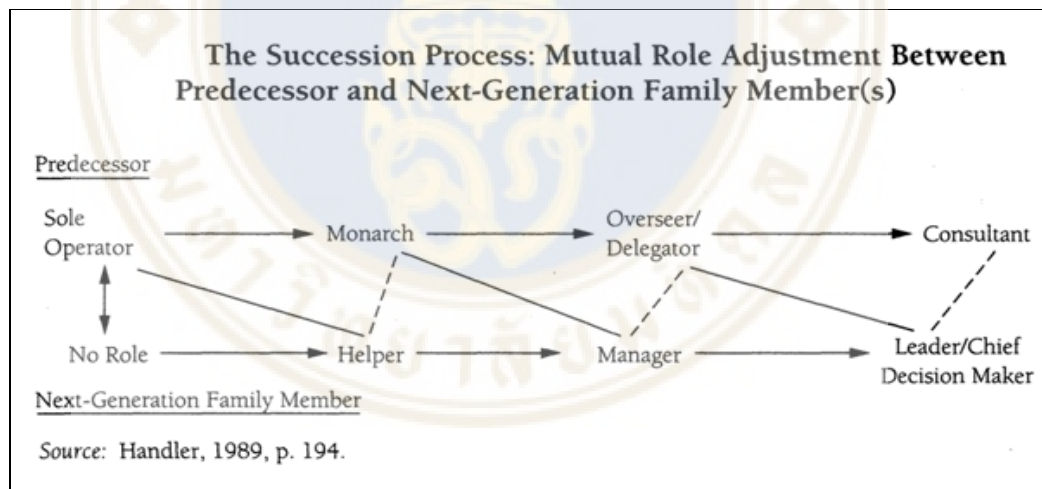 The Succession Process: Mutual Role Adjustment Between
Predecessor and Next-Generation Family Member(s)
Predecessor
Sole
Operator
Monarch
Overseer/
Delegator
Consultant
No Role
Helper
Manager
Leader/Chief
Decision Maker
Next-Generation Family Member
Source: Handler, 1989, p. 194.